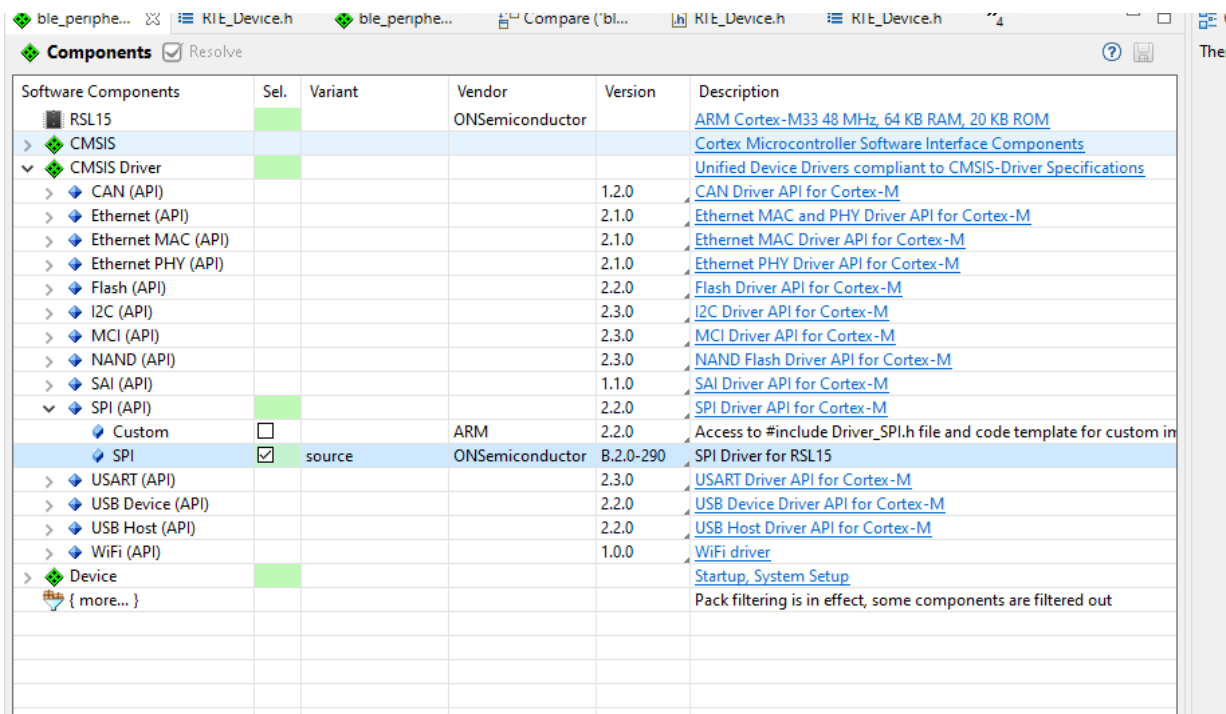 ble_periphe... RTE_Device.h ble_periphe... Compare ('bl... RTE_Device.h RTE_Device.h "4
Components Resolve
The
Software Components Sel. Variant Vendor Version Description
RSL15 ONSemiconductor ARM Cortex-M33 48 MHz, 64 KB RAM, 20 KB ROM
CMSIS Cortex Microcontroller Software Interface Components
CMSIS Driver Unified Device Drivers compliant to CMSIS-Driver Specifications
CAN (API) 1.2.0 CAN Driver API for Cortex-M
Ethernet (API) 2.1.0 Ethernet MAC and PHY Driver API for Cortex-M
Ethernet MAC (API) 2.1.0 Ethernet MAC Driver API for Cortex-M
Ethernet PHY (API) 2.1.0 Ethernet PHY Driver API for Cortex-M
Flash (API) 2.2.0 Flash Driver API for Cortex-M
I2C (API) 2.3.0 I2C Driver API for Cortex-M
MCI (API) 2.3.0 MCI Driver API for Cortex-M
NAND (API) 2.3.0 NAND Flash Driver API for Cortex-M
SAI (API) 1.1.0 SAI Driver API for Cortex-M
SPI (API) 2.2.0 SPI Driver API for Cortex-M
Custom ARM 2.2.0 Access to #include Driver_SPI.h file and code template for custom im
SPI source ONSemiconductor B.2.0-290 SPI Driver for RSL15
USART (API) 2.3.0 USART Driver API for Cortex-M
USB Device (API) 2.2.0 USB Device Driver API for Cortex-M
USB Host (API) 2.2.0 USB Host Driver API for Cortex-M
WiFi (API) 1.0.0 WiFi driver
Device Startup, System Setup
{ more... } Pack filtering is in effect, some components are filtered out